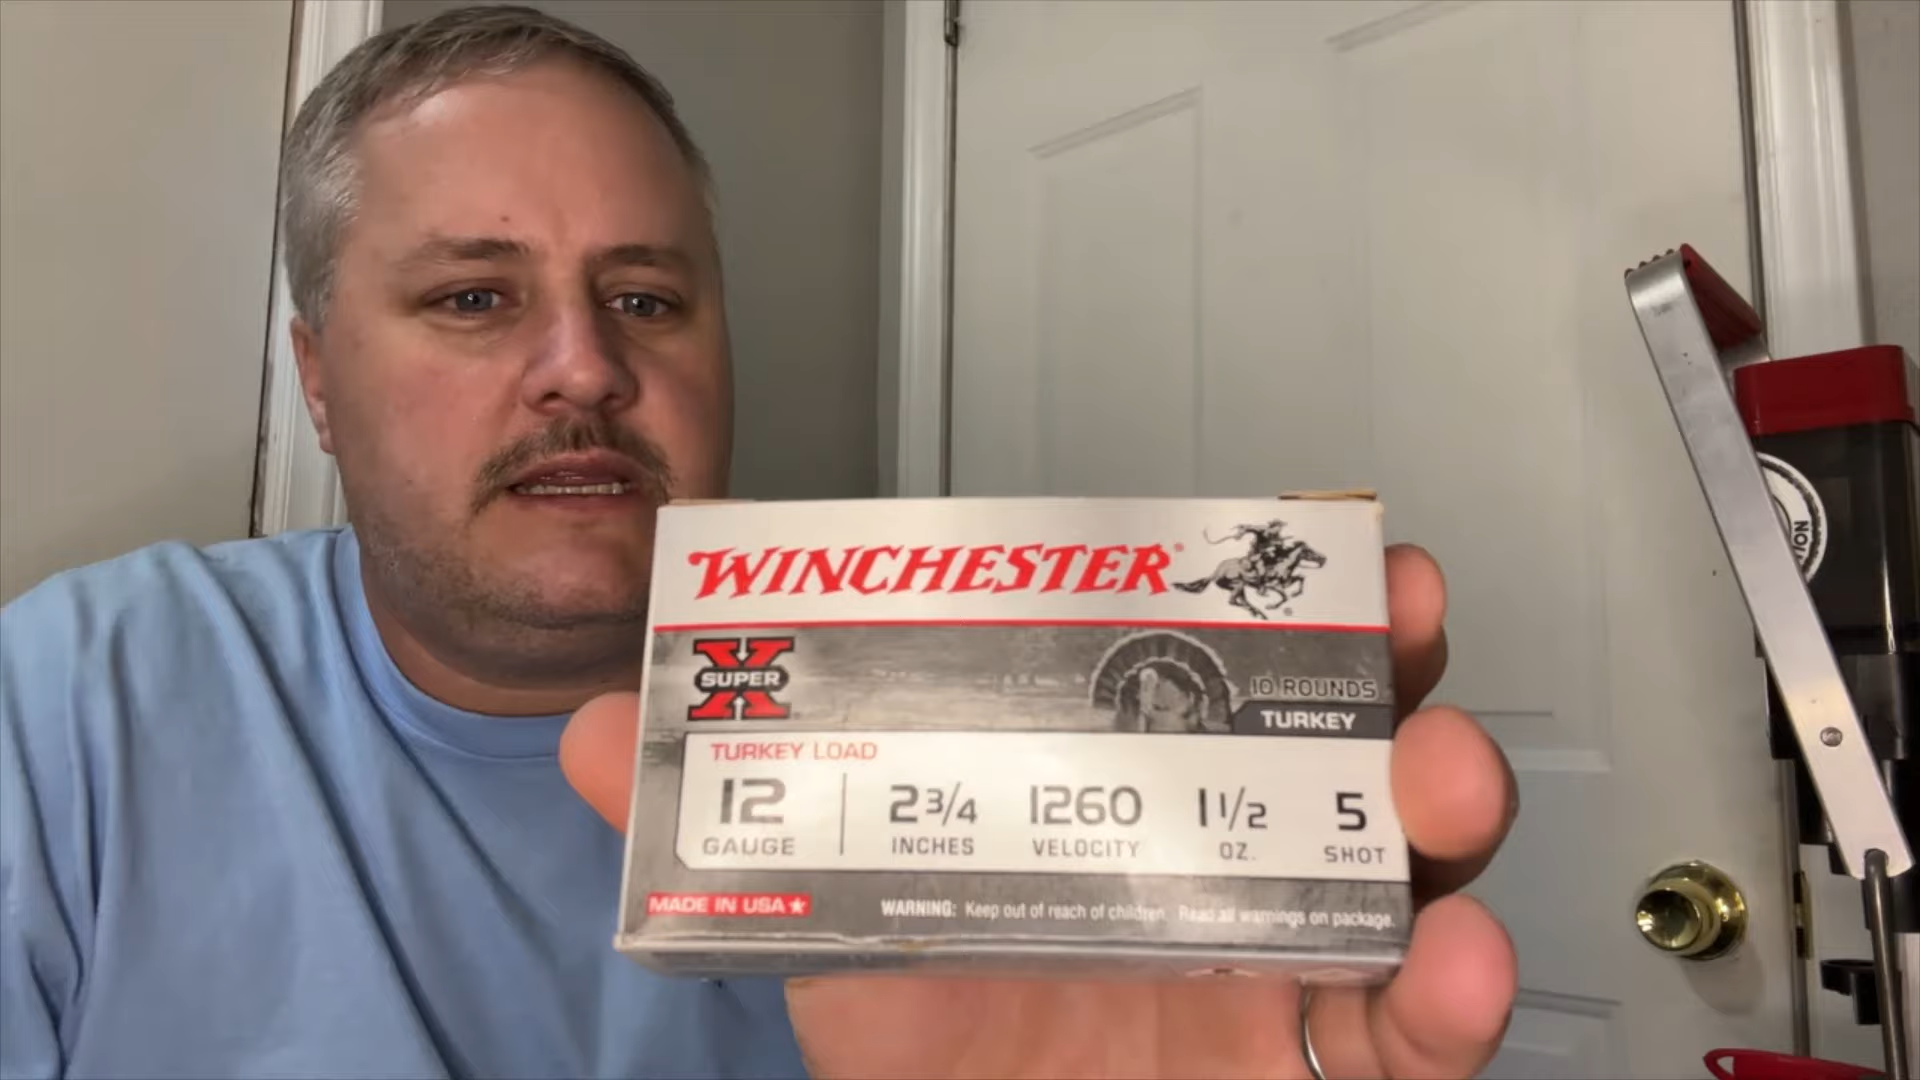 WINCHESTER®
SUPER X
10 ROUNDS
TURKEY
TURKEY LOAD
12 2 3/4 1260 1 1/2 5
GAUGE INCHES VELOCITY OZ. SHOT
MADE IN USA★
WARNING: Keep out of reach of children. Read all warnings on package.